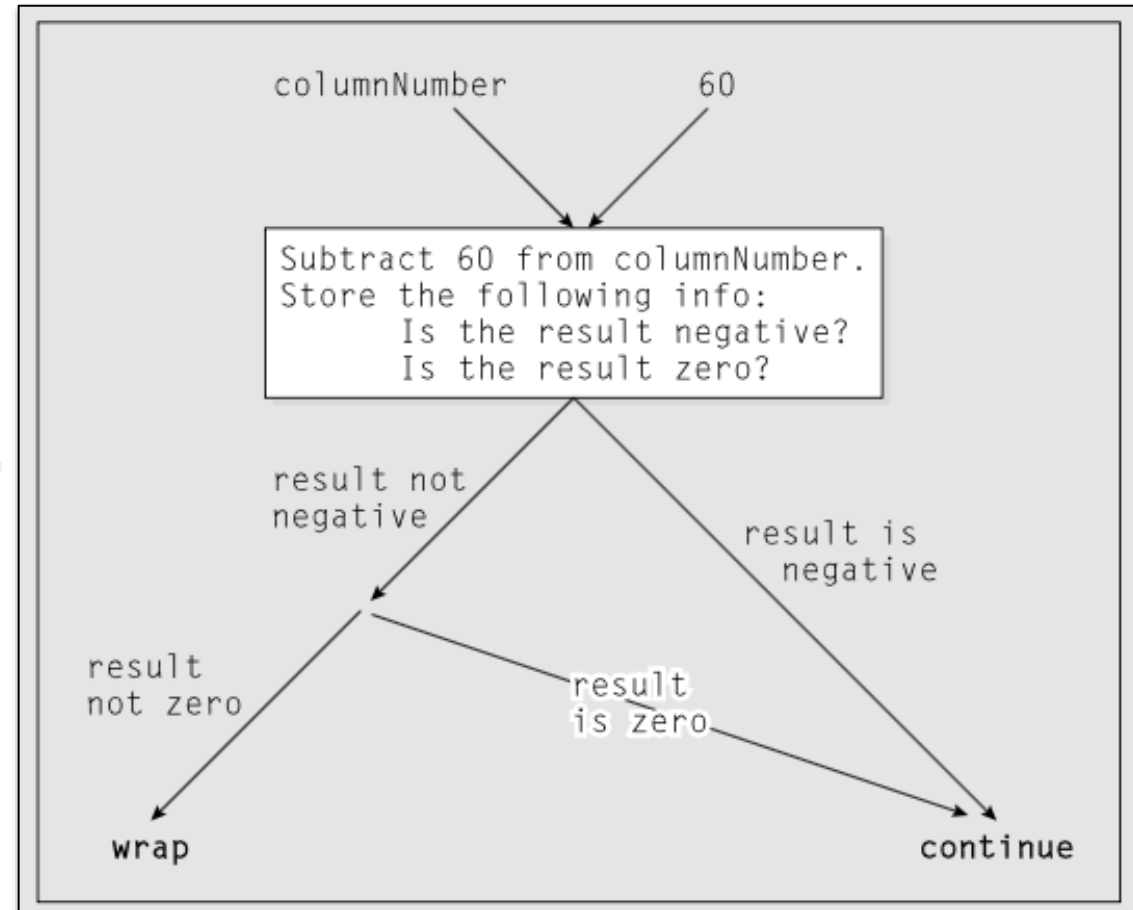 columnNumber 60
Subtract 60 from columnNumber.
Store the following info:
Is the result negative?
Is the result zero?
result not
negative
result is
negative
result
not zero
result
is zero
wrap continue